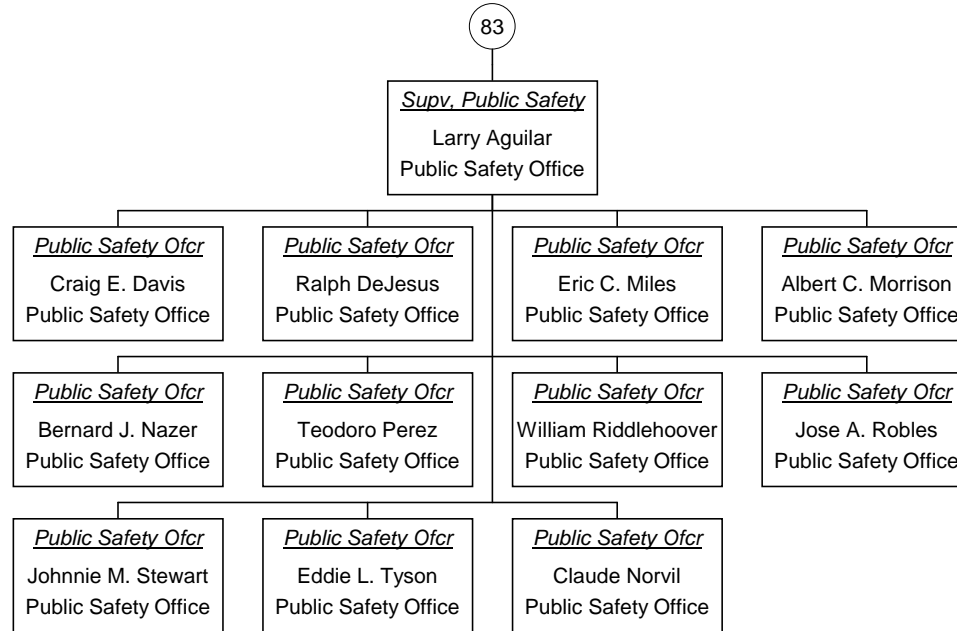 83
Supv, Public Safety
Larry Aguilar
Public Safety Office
Public Safety Ofcr
Craig E. Davis
Public Safety Office
Public Safety Ofcr
Ralph DeJesus
Public Safety Office
Public Safety Ofcr
Eric C. Miles
Public Safety Office
Public Safety Ofcr
Albert C. Morrison
Public Safety Office
Public Safety Ofcr
Bernard J. Nazer
Public Safety Office
Public Safety Ofcr
Teodoro Perez
Public Safety Office
Public Safety Ofcr
William Riddlehoover
Public Safety Office
Public Safety Ofcr
Jose A. Robles
Public Safety Office
Public Safety Ofcr
Johnnie M. Stewart
Public Safety Office
Public Safety Ofcr
Eddie L. Tyson
Public Safety Office
Public Safety Ofcr
Claude Norvil
Public Safety Office